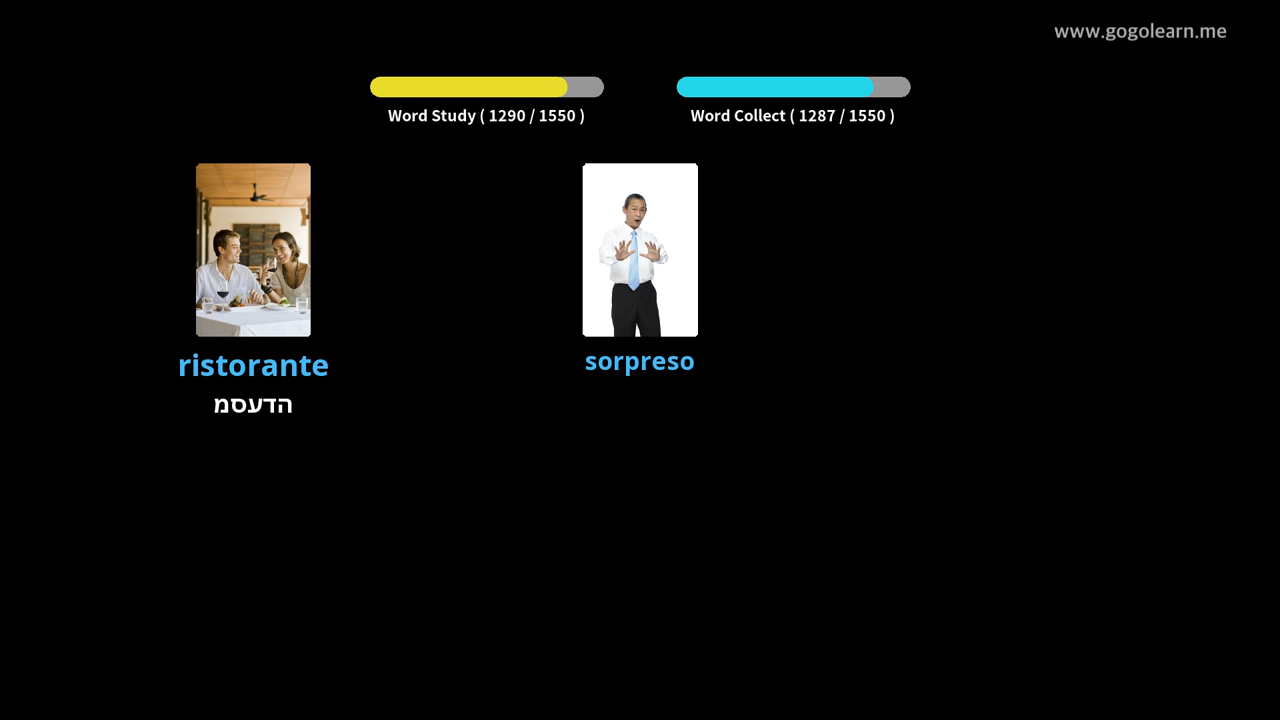 www.gogolearn.me
Word Study ( 1290 / 1550 )
Word Collect ( 1287 / 1550 )
ristorante
הדעסמ
sorpreso